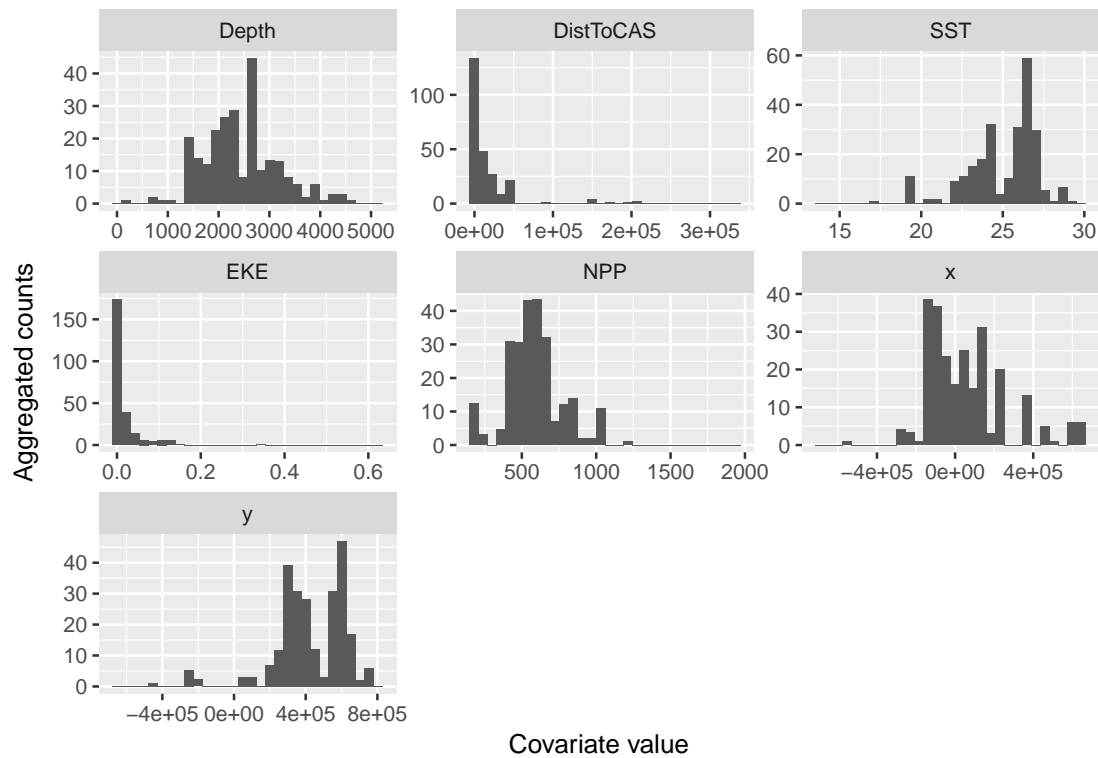 Depth
DistToCAS
SST
0
10
20
30
40
0 1000 2000 3000 4000 5000
0
50
100
0e+00 1e+05 2e+05 3e+05
0
20
40
60
15 20 25 30
EKE
NPP
x
0
50
100
150
0.0 0.2 0.4 0.6
0
10
20
30
40
500 1000 1500 2000
0
10
20
30
40
−4e+05 0e+00 4e+05
y
0
10
20
30
40
−4e+05 0e+00 4e+05 8e+05
Aggregated counts
Covariate value